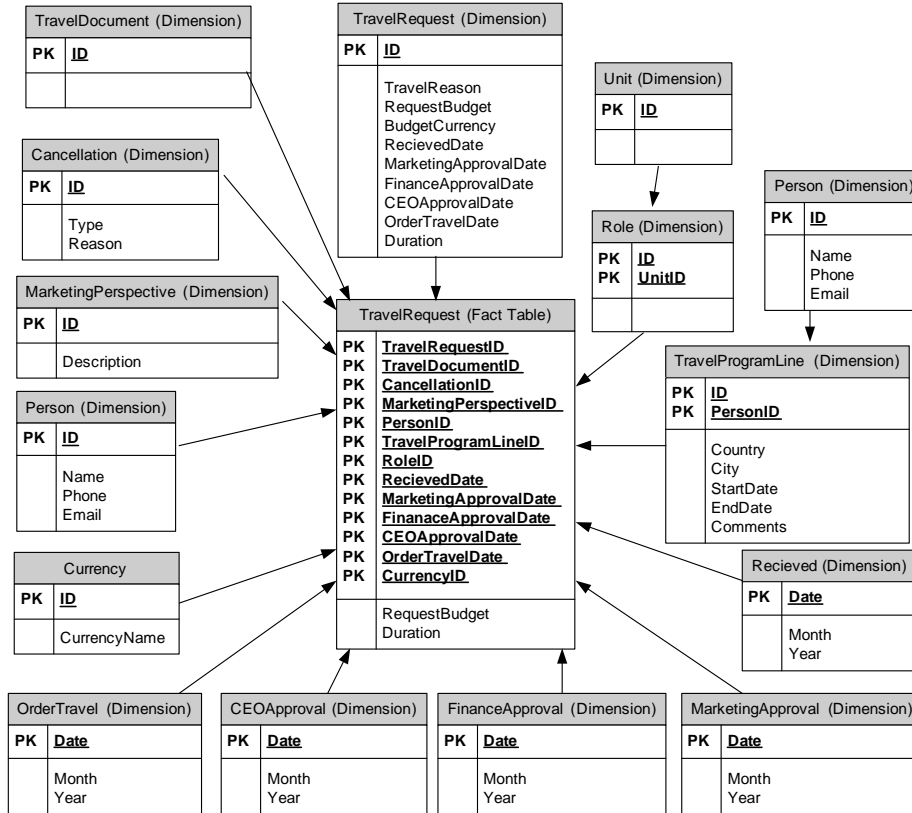 TravelDocument (Dimension)
PK ID
TravelRequest (Dimension)
PK ID
TravelReason
RequestBudget
BudgetCurrency
RecievedDate
MarketingApprovalDate
FinanceApprovalDate
CEOApprovalDate
OrderTravelDate
Duration
Unit (Dimension)
PK ID
Cancellation (Dimension)
PK ID
Type
Reason
Person (Dimension)
PK ID
Name
Phone
Email
Role (Dimension)
PK ID
PK UnitID
MarketingPerspective (Dimension)
PK ID
Description
TravelRequest (Fact Table)
PK TravelRequestID
PK TravelDocumentID
PK CancellationID
PK MarketingPerspectiveID
PK PersonID
PK TravelProgramLineID
PK RoleID
PK RecievedDate
PK MarketingApprovalDate
PK FinanaceApprovalDate
PK CEOApprovalDate
PK OrderTravelDate
PK CurrencyID
RequestBudget
Duration
TravelProgramLine (Dimension)
PK ID
PK PersonID
Country
City
StartDate
EndDate
Comments
Person (Dimension)
PK ID
Name
Phone
Email
Currency
PK ID
CurrencyName
Recieved (Dimension)
PK Date
Month
Year
OrderTravel (Dimension)
PK Date
Month
Year
CEOApproval (Dimension)
PK Date
Month
Year
FinanceApproval (Dimension)
PK Date
Month
Year
MarketingApproval (Dimension)
PK Date
Month
Year